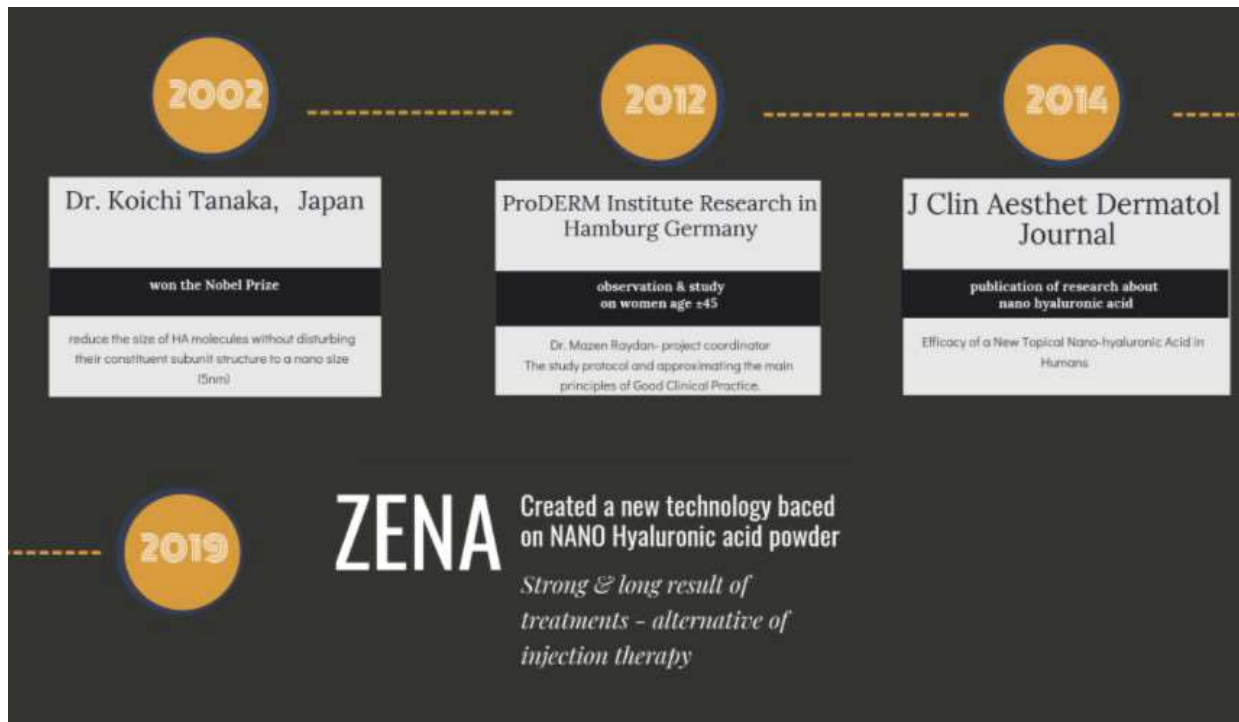 2002
Dr. Koichi Tanaka, Japan
won the Nobel Prize
reduce the size of HA molecules without disturbing
their constituent subunit structure to a nano size
(5nm)
2012
ProDERM Institute Research in
Hamburg Germany
observation & study
on women age ±45
Dr. Mazen Raydan- project coordinator
The study protocol and approximating the main
principles of Good Clinical Practice.
2014
J Clin Aesthet Dermatol
Journal
publication of research about
nano hyaluronic acid
Efficacy of a New Topical Nano-hyaluronic Acid in
Humans
2019
ZENA
Created a new technology baced
on NANO Hyaluronic acid powder
Strong & long result of
treatments - alternative of
injection therapy